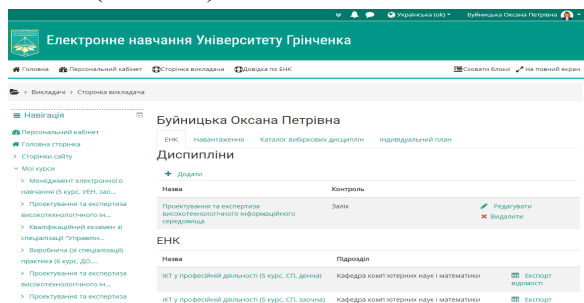 Українська (uk)
Буйницька Оксана Петрівна
Електронне навчання Університету Грінченка
Головна
Персональний кабінет
Сторінка викладача
Довідка по ЕНК
Сховати блоки
На повний екран
Викладачі
Сторінка викладача
Навігація
Персональний кабінет
Головна сторінка
Сторінки сайту
Мої курси
Менеджмент електронного
навчання (5 курс, УЕН, зао...
Проектування та експертиза
високотехнологічного ін...
Кваліфікаційний екзамен зі
спеціалізації "Управлін...
Виробнича (зі спеціалізації)
практика (6 курс, ДО,...
Проектування та експертиза
високотехнологічного ін...
Проектування та експертиза
Буйницька Оксана Петрівна
ЕНК
Навантаження
Каталог вибіркових дисциплін
Індивідуальний план
Диспипліни
Додати
Назва
Контроль
Проектування та експертиза
високотехнологічного інформаційного
середовища
Залік
Редагувати
Видалити
ЕНК
Назва
Підрозділ
ІКТ у професійній діяльності (5 курс, СП, денна)
Кафедра комп'ютерних наук і математики
Експорт
відомості
ІКТ у професійній діяльності (5 курс, СП, заочна)
Кафедра комп'ютерних наук і математики
Експорт